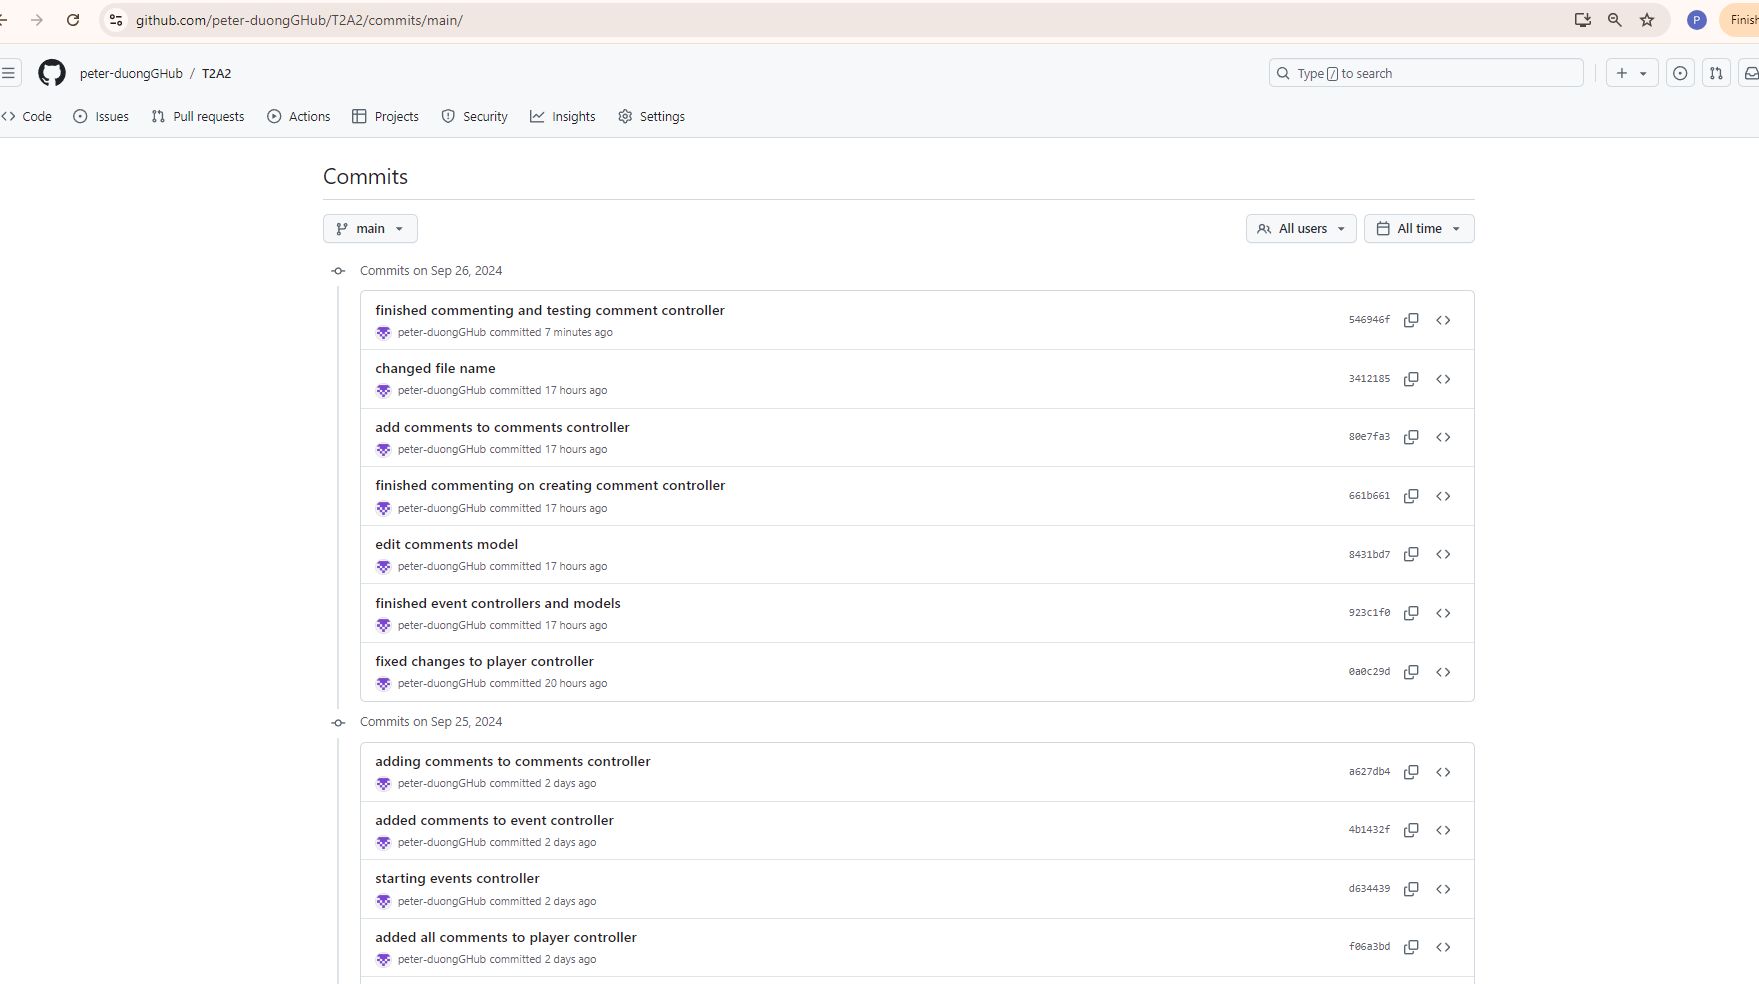 github.com/peter-duongGHub/T2A2/commits/main/
P
Finish
peter-duongGHub / T2A2
Type / to search
Code Issues Pull requests Actions Projects Security Insights Settings
Commits
main
All users All time
Commits on Sep 26, 2024
finished commenting and testing comment controller
peter-duongGHub committed 7 minutes ago
546946f
changed file name
peter-duongGHub committed 17 hours ago
3412185
add comments to comments controller
peter-duongGHub committed 17 hours ago
80e7fa3
finished commenting on creating comment controller
peter-duongGHub committed 17 hours ago
661b661
edit comments model
peter-duongGHub committed 17 hours ago
8431bd7
finished event controllers and models
peter-duongGHub committed 17 hours ago
923c1f0
fixed changes to player controller
peter-duongGHub committed 20 hours ago
0a0c29d
Commits on Sep 25, 2024
adding comments to comments controller
peter-duongGHub committed 2 days ago
a627db4
added comments to event controller
peter-duongGHub committed 2 days ago
4b1432f
starting events controller
peter-duongGHub committed 2 days ago
d634439
added all comments to player controller
peter-duongGHub committed 2 days ago
f06a3bd